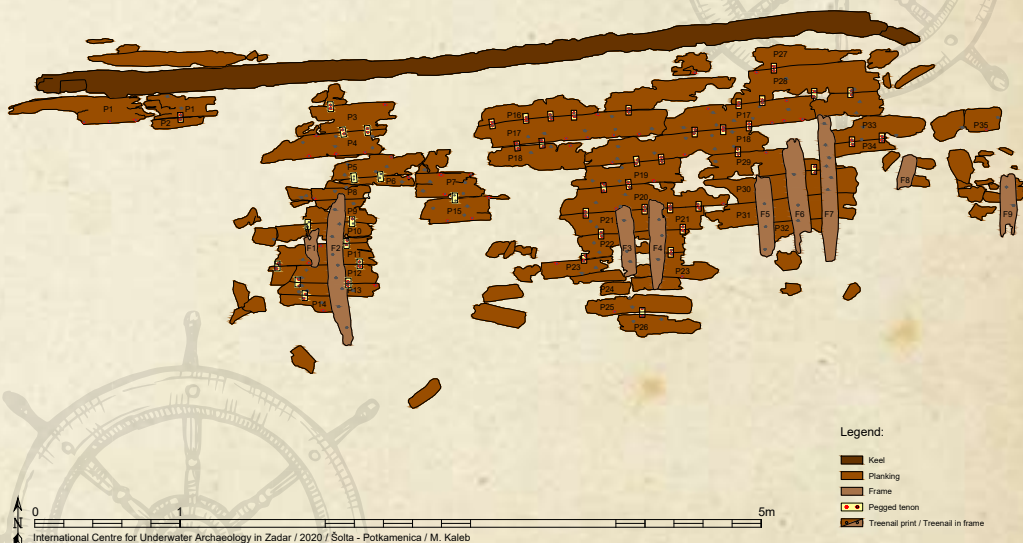 P27
P28
P1 P1
P2
P3
P16
P17
P17
P33
P35
P4
P18
P18
P34
P29
P5
P6
P19
P7
P8
P30
F8
P20
P9
P15
P21
P21
P31
F5
F6
F7
F9
P10
P32
F1
F2
P22
F3
F4
P11
P12
P23
P23
P13
P24
P14
P25
P26
Legend:
Keel
Planking
Frame
Pegged tenon
Treenail print / Treenail in frame
N
0 1 5m
International Centre for Underwater Archaeology in Zadar / 2020 / Šolta - Potkamenica / M. Kaleb